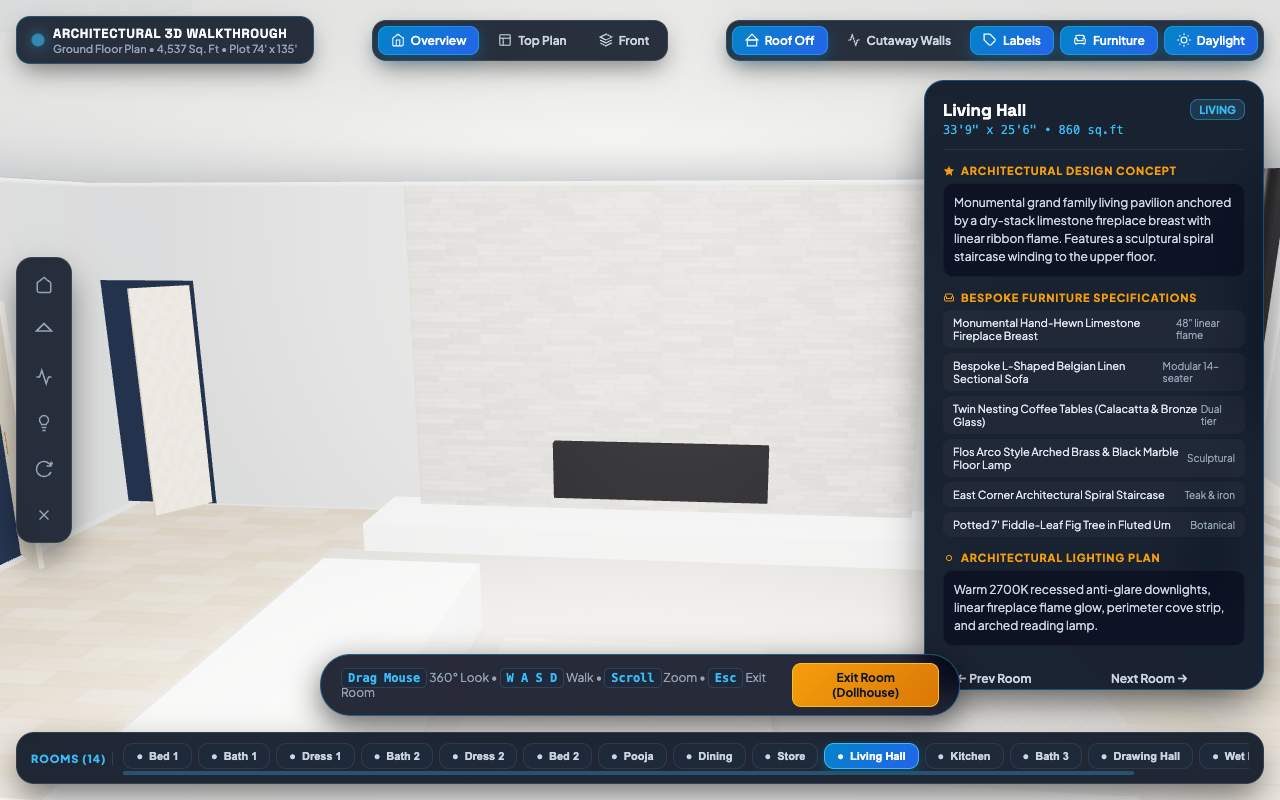 ARCHITECTURAL 3D WALKTHROUGH
Ground Floor Plan • 4,537 Sq. Ft • Plot 74' x 135'
Overview
Top Plan
Front
Roof Off
Cutaway Walls
Labels
Furniture
Daylight
Living Hall
LIVING
33'9" x 25'6" • 860 sq.ft
ARCHITECTURAL DESIGN CONCEPT
Monumental grand family living pavilion anchored
by a dry-stack limestone fireplace breast with
linear ribbon flame. Features a sculptural spiral
staircase winding to the upper floor.
BESPOKE FURNITURE SPECIFICATIONS
Monumental Hand-Hewn Limestone
Fireplace Breast
48" linear
flame
Bespoke L-Shaped Belgian Linen
Sectional Sofa
Modular 14-
seater
Twin Nesting Coffee Tables (Calacatta & Bronze
Glass)
Dual
tier
Flos Arco Style Arched Brass & Black Marble
Floor Lamp
Sculptural
East Corner Architectural Spiral Staircase
Teak & iron
Potted 7' Fiddle-Leaf Fig Tree in Fluted Urn
Botanical
ARCHITECTURAL LIGHTING PLAN
Warm 2700K recessed anti-glare downlights,
linear fireplace flame glow, perimeter cove strip,
and arched reading lamp.
← Prev Room
Next Room →
Drag Mouse 360° Look • W A S D Walk • Scroll Zoom • Esc Exit
Room
Exit Room
(Dollhouse)
ROOMS (14)
• Bed 1
• Bath 1
• Dress 1
• Bath 2
• Dress 2
• Bed 2
• Pooja
• Dining
• Store
• Living Hall
• Kitchen
• Bath 3
• Drawing Hall
• Wet